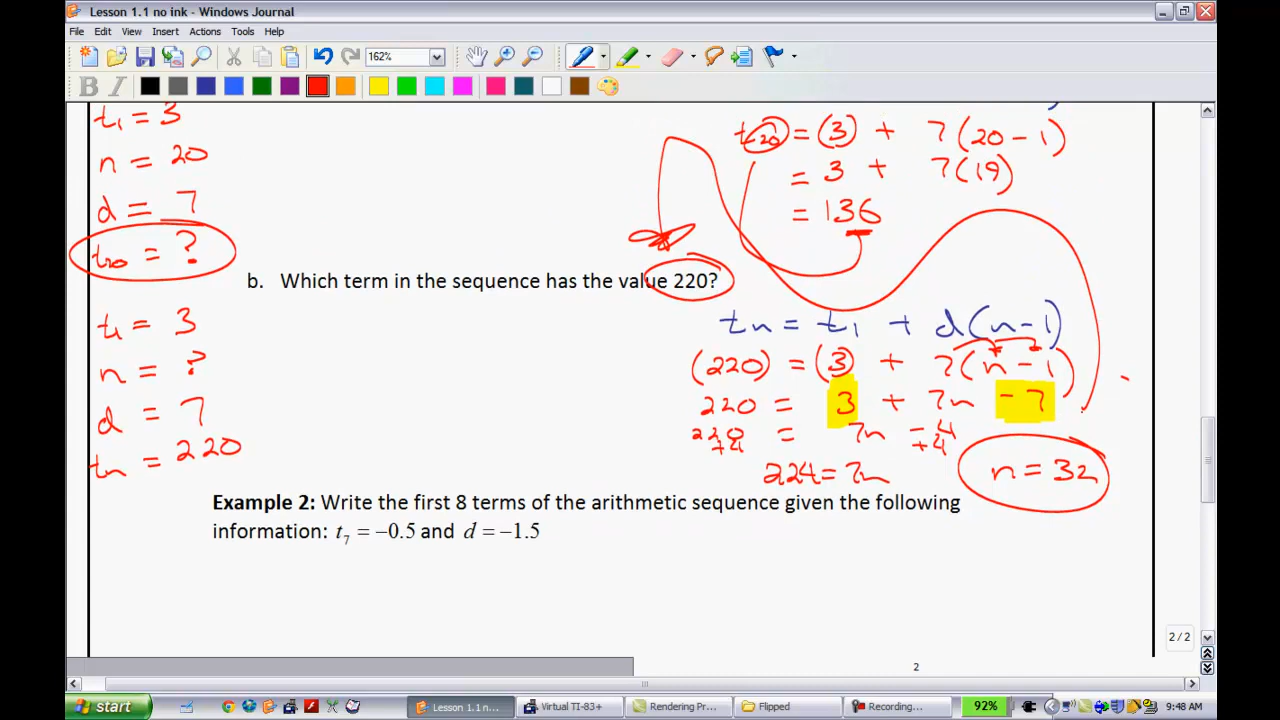 Lesson 1.1 no ink - Windows Journal
File Edit View Insert Actions Tools Help
162%
B I
t₁ = 3
n = 20
d = 7
t₂₀ = ?
t₂₀ = (3) + 7(20 - 1)
= 3 + 7(19)
= 136
b. Which term in the sequence has the value 220?
t₁ = 3
n = ?
d = 7
tn = 220
tn = t₁ + d(n-1)
(220) = (3) + 7(n - 1)
220 = 3 + 7n - 7
220 = 7n - 4
+4 +4
224 = 7n
n = 32
Example 2: Write the first 8 terms of the arithmetic sequence given the following
information: t₇ = −0.5 and d = −1.5
2 / 2
2
start
Lesson 1.1 n...
Virtual TI-83+
Rendering Pr...
Flipped
Recording...
92%
9:48 AM